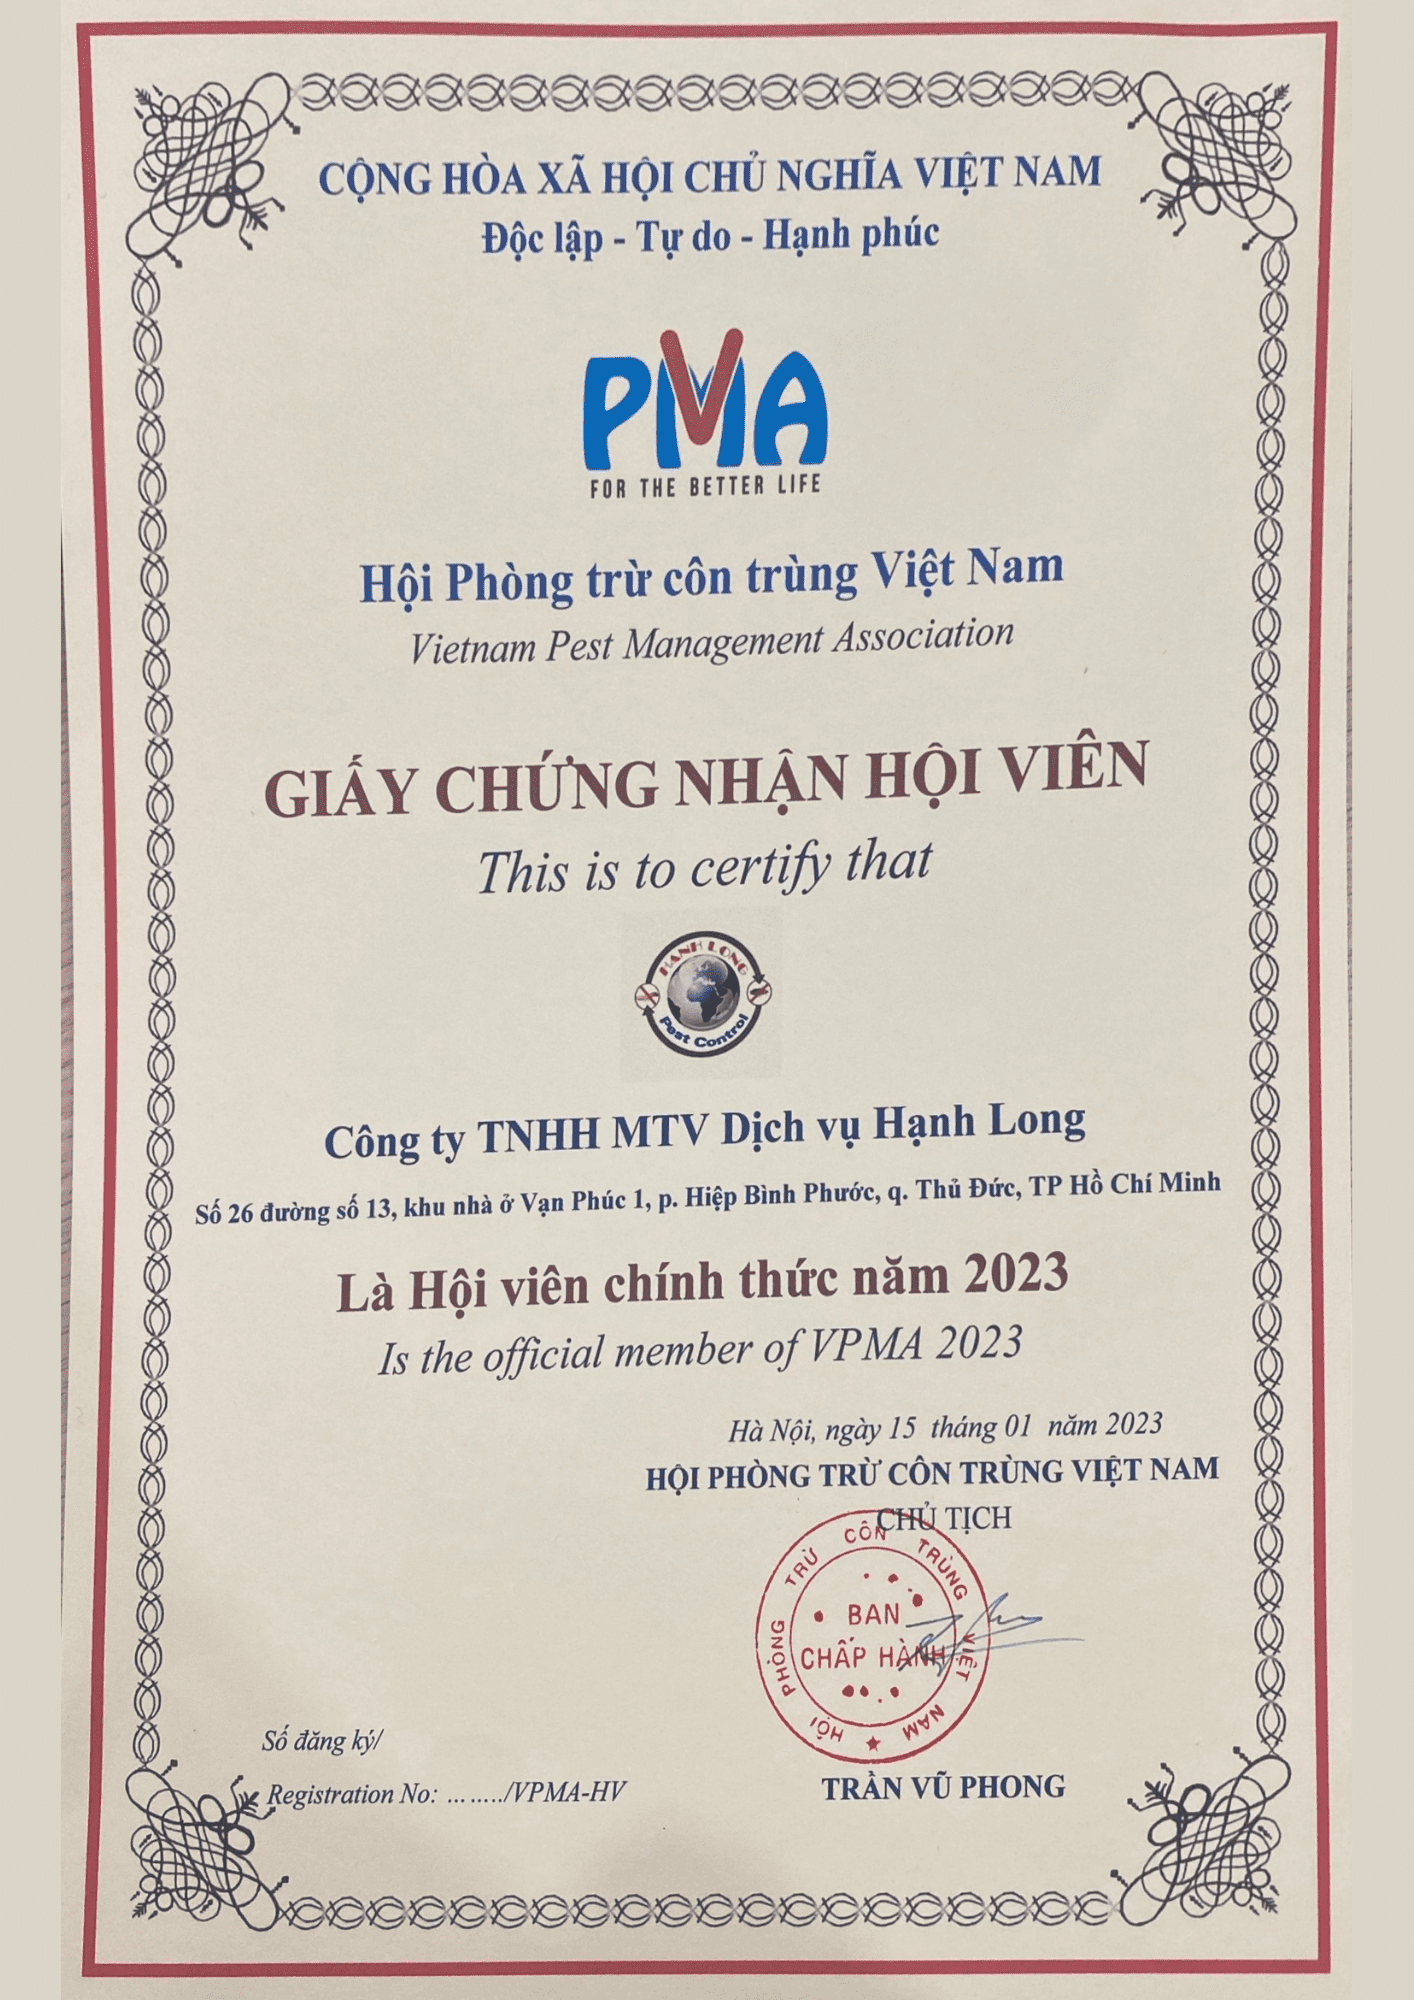 CỘNG HÒA XÃ HỘI CHỦ NGHĨA VIỆT NAM
Độc lập - Tự do - Hạnh phúc
PVMA
FOR THE BETTER LIFE
Hội Phòng trừ côn trùng Việt Nam
Vietnam Pest Management Association
GIẤY CHỨNG NHẬN HỘI VIÊN
This is to certify that
HANH LONG
Pest Control
Công ty TNHH MTV Dịch vụ Hạnh Long
Số 26 đường số 13, khu nhà ở Vạn Phúc 1, p. Hiệp Bình Phước, q. Thủ Đức, TP Hồ Chí Minh
Là Hội viên chính thức năm 2023
Is the official member of VPMA 2023
Hà Nội, ngày 15 tháng 01 năm 2023
HỘI PHÒNG TRỪ CÔN TRÙNG VIỆT NAM
CHỦ TỊCH
HỘI PHÒNG TRỪ CÔN TRÙNG VIỆT NAM
BAN
CHẤP HÀNH
TRẦN VŨ PHONG
Số đăng ký/
Registration No: ......../VPMA-HV